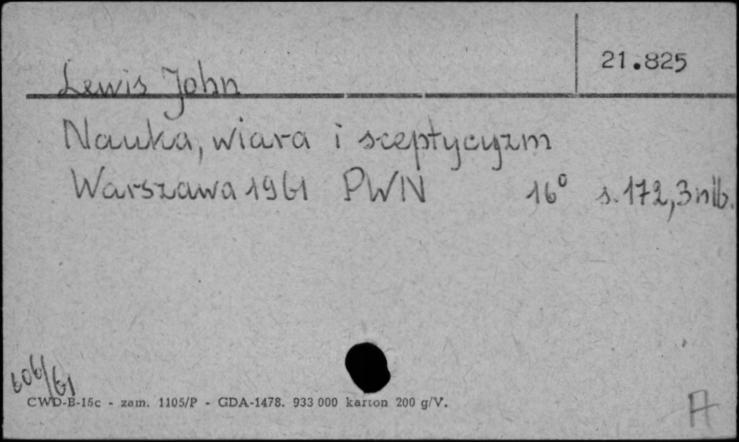 21.825
Lewis John
Nauka, wiara i sceptycyzm
Warszawa 1961 PWN 16° s. 172, 3 nlb.
606/61
CWD-B-15c - zam. 1105/P - GDA-1478. 933 000 karton 200 g/V.
A